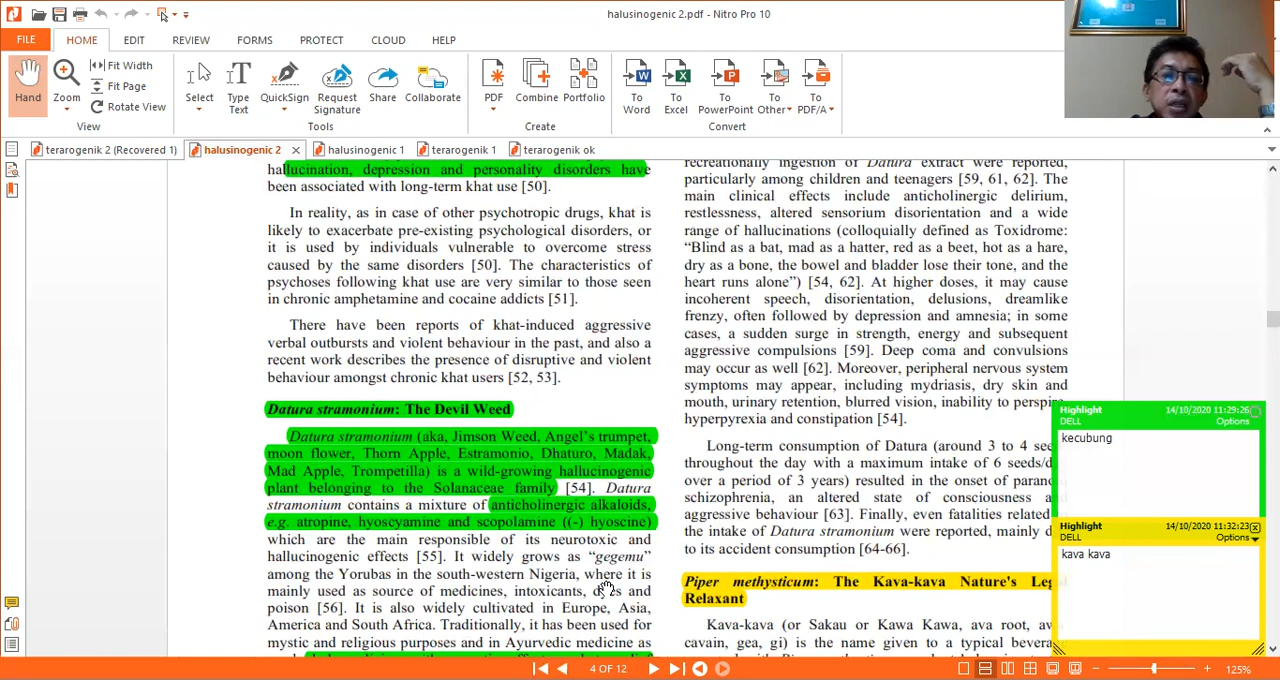 halusinogenic 2.pdf - Nitro Pro 10
FILE
HOME
EDIT
REVIEW
FORMS
PROTECT
CLOUD
HELP
Hand
Zoom
Fit Width
Fit Page
Rotate View
View
Select
Type
Text
QuickSign
Request
Signature
Share
Collaborate
Tools
PDF
Combine
Portfolio
Create
To
Word
To
Excel
To
PowerPoint
To
Other
To
PDF/A
Convert
terarogenik 2 (Recovered 1)
halusinogenic 2
halusinogenic 1
terarogenik 1
terarogenik ok
hallucination, depression and personality disorders have
been associated with long-term khat use [50].
In reality, as in case of other psychotropic drugs, khat is
likely to exacerbate pre-existing psychological disorders, or
it is used by individuals vulnerable to overcome stress
caused by the same disorders [50]. The characteristics of
psychoses following khat use are very similar to those seen
in chronic amphetamine and cocaine addicts [51].
There have been reports of khat-induced aggressive
verbal outbursts and violent behaviour in the past, and also a
recent work describes the presence of disruptive and violent
behaviour amongst chronic khat users [52, 53].
Datura stramonium: The Devil Weed
Datura stramonium (aka, Jimson Weed, Angel's trumpet,
moon flower, Thorn Apple, Estramonio, Dhaturo, Madak,
Mad Apple, Trompetilla) is a wild-growing hallucinogenic
plant belonging to the Solanaceae family [54]. Datura
stramonium contains a mixture of anticholinergic alkaloids,
e.g. atropine, hyoscyamine and scopolamine ((-) hyoscine)
which are the main responsible of its neurotoxic and
hallucinogenic effects [55]. It widely grows as “gegemu”
among the Yorubas in the south-western Nigeria, where it is
mainly used as source of medicines, intoxicants, and
poison [56]. It is also widely cultivated in Europe, Asia,
America and South Africa. Traditionally, it has been used for
mystic and religious purposes and in Ayurvedic medicine as
recreationally ingestion of Datura extract were reported,
particularly among children and teenagers [59, 61, 62]. The
main clinical effects include anticholinergic delirium,
restlessness, altered sensorium disorientation and a wide
range of hallucinations (colloquially defined as Toxidrome:
“Blind as a bat, mad as a hatter, red as a beet, hot as a hare,
dry as a bone, the bowel and bladder lose their tone, and the
heart runs alone”) [54, 62]. At higher doses, it may cause
incoherent speech, disorientation, delusions, dreamlike
frenzy, often followed by depression and amnesia; in some
cases, a sudden surge in strength, energy and subsequent
aggressive compulsions [59]. Deep coma and convulsions
may occur as well [62]. Moreover, peripheral nervous system
symptoms may appear, including mydriasis, dry skin and
mouth, urinary retention, blurred vision, inability to perspire,
hyperpyrexia and constipation [54].
Long-term consumption of Datura (around 3 to 4 see
throughout the day with a maximum intake of 6 seeds/d
over a period of 3 years) resulted in the onset of paran
schizophrenia, an altered state of consciousness a
aggressive behaviour [63]. Finally, even fatalities related
the intake of Datura stramonium were reported, mainly d
to its accident consumption [64-66].
Piper methysticum: The Kava-kava Nature's Leg
Relaxant
Kava-kava (or Sakau or Kawa Kawa, ava root, av
cavain, gea, gi) is the name given to a typical bevera
Highlight 14/10/2020 11:29:26
DELL Options
kecubung
Highlight 14/10/2020 11:32:23
DELL Options
kava kava
4 OF 12
125%